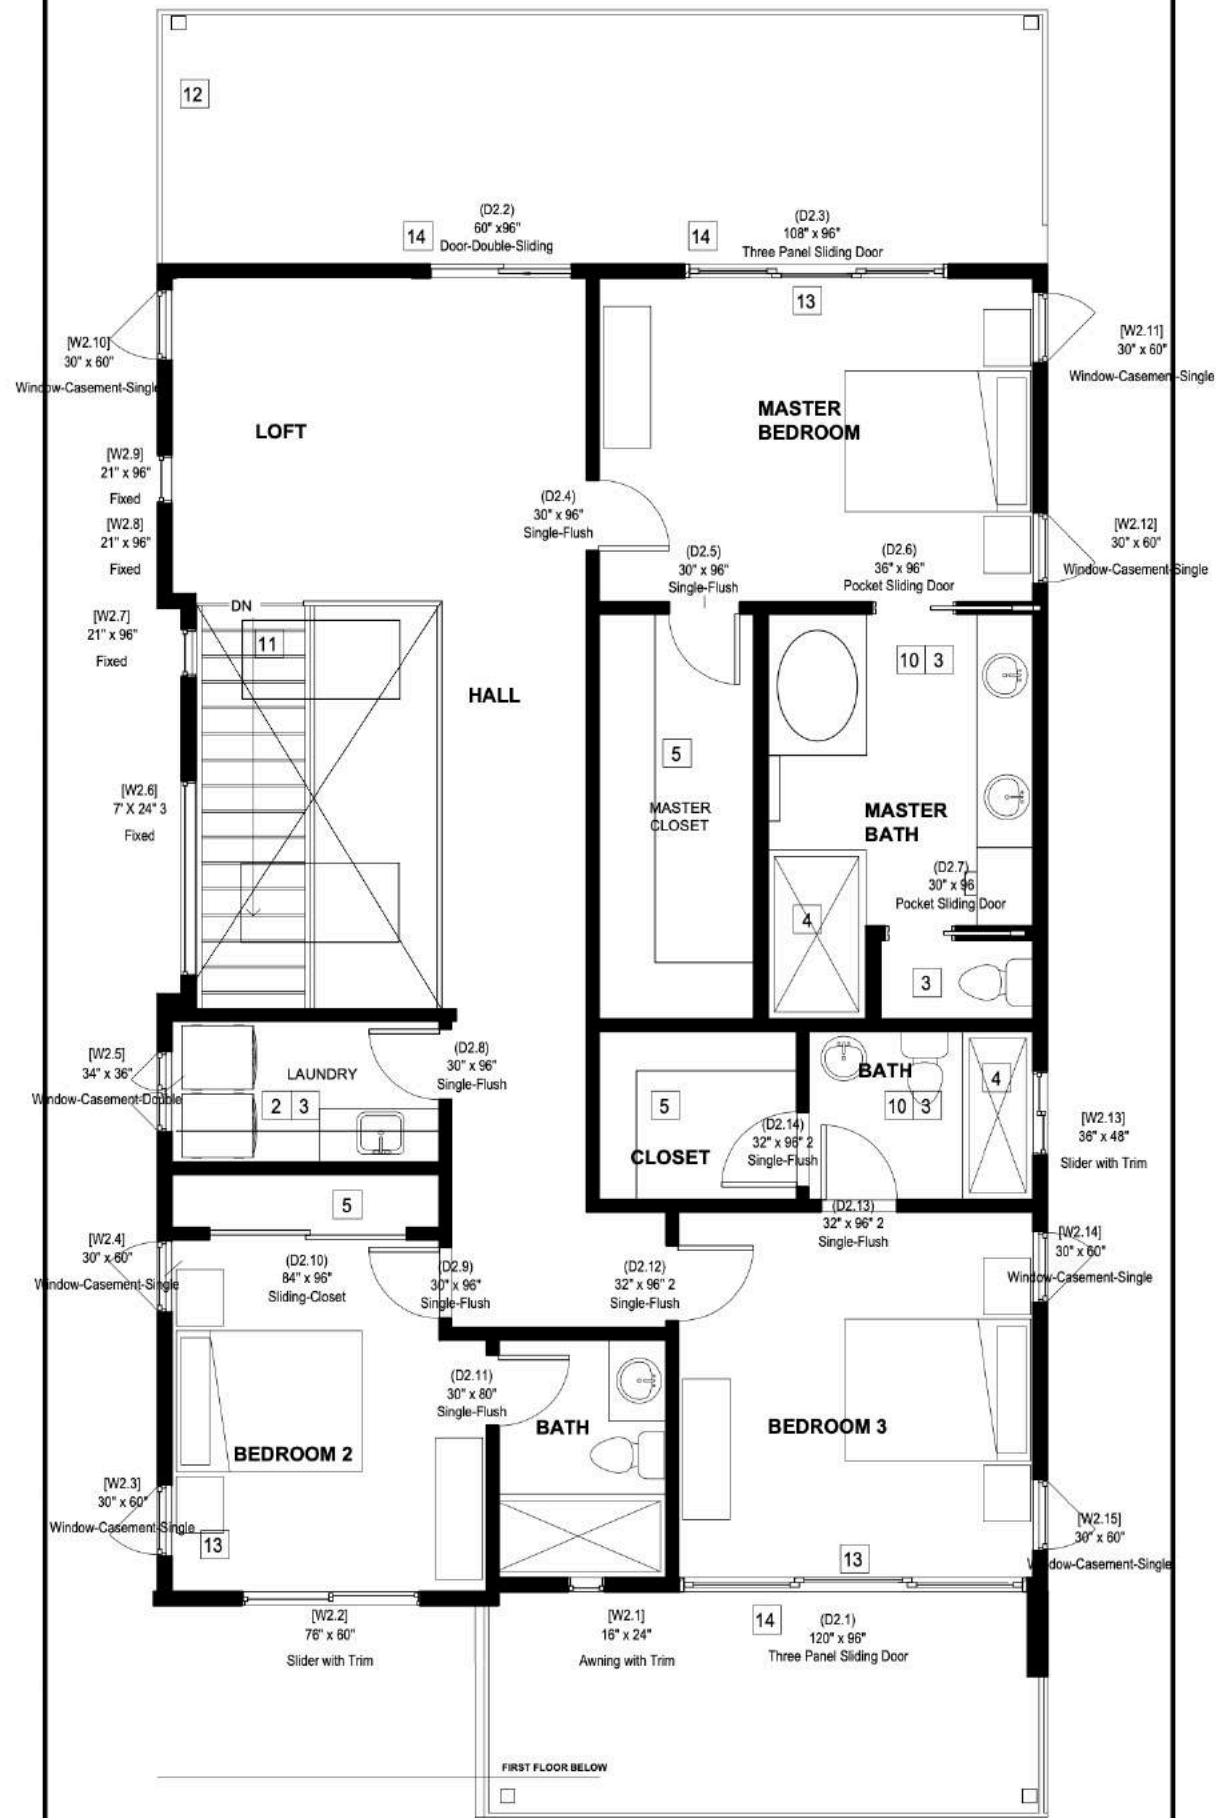 12
14
(D2.2)
60" x96"
Door-Double-Sliding
14
(D2.3)
108" x 96"
Three Panel Sliding Door
13
[W2.10]
30" x 60"
Window-Casement-Single
[W2.11]
30" x 60"
Window-Casement-Single
LOFT
MASTER
BEDROOM
[W2.9]
21" x 96"
Fixed
[W2.8]
21" x 96"
Fixed
(D2.4)
30" x 96"
Single-Flush
[W2.12]
30" x 60"
Window-Casement-Single
(D2.5)
30" x 96"
Single-Flush
(D2.6)
36" x 96"
Pocket Sliding Door
DN
[W2.7]
21" x 96"
Fixed
11
10 3
HALL
5
[W2.6]
7' X 24" 3
Fixed
MASTER
CLOSET
MASTER
BATH
(D2.7)
30" x 96
Pocket Sliding Door
4
3
[W2.5]
34" x 36"
Window-Casement-Double
LAUNDRY
2 3
(D2.8)
30" x 96"
Single-Flush
5
CLOSET
(D2.14)
32" x 96" 2
Single-Flush
BATH
10 3
4
[W2.13]
36" x 48"
Slider with Trim
5
(D2.13)
32" x 96" 2
Single-Flush
[W2.4]
30" x 60"
Window-Casement-Single
(D2.10)
84" x 96"
Sliding-Closet
(D2.9)
30" x 96"
Single-Flush
(D2.12)
32" x 96" 2
Single-Flush
[W2.14]
30" x 60"
Window-Casement-Single
(D2.11)
30" x 80"
Single-Flush
BATH
BEDROOM 3
BEDROOM 2
[W2.3]
30" x 60"
Window-Casement-Single
13
[W2.15]
30" x 60"
Window-Casement-Single
13
[W2.2]
76" x 60"
Slider with Trim
[W2.1]
16" x 24"
Awning with Trim
14
(D2.1)
120" x 96"
Three Panel Sliding Door
FIRST FLOOR BELOW